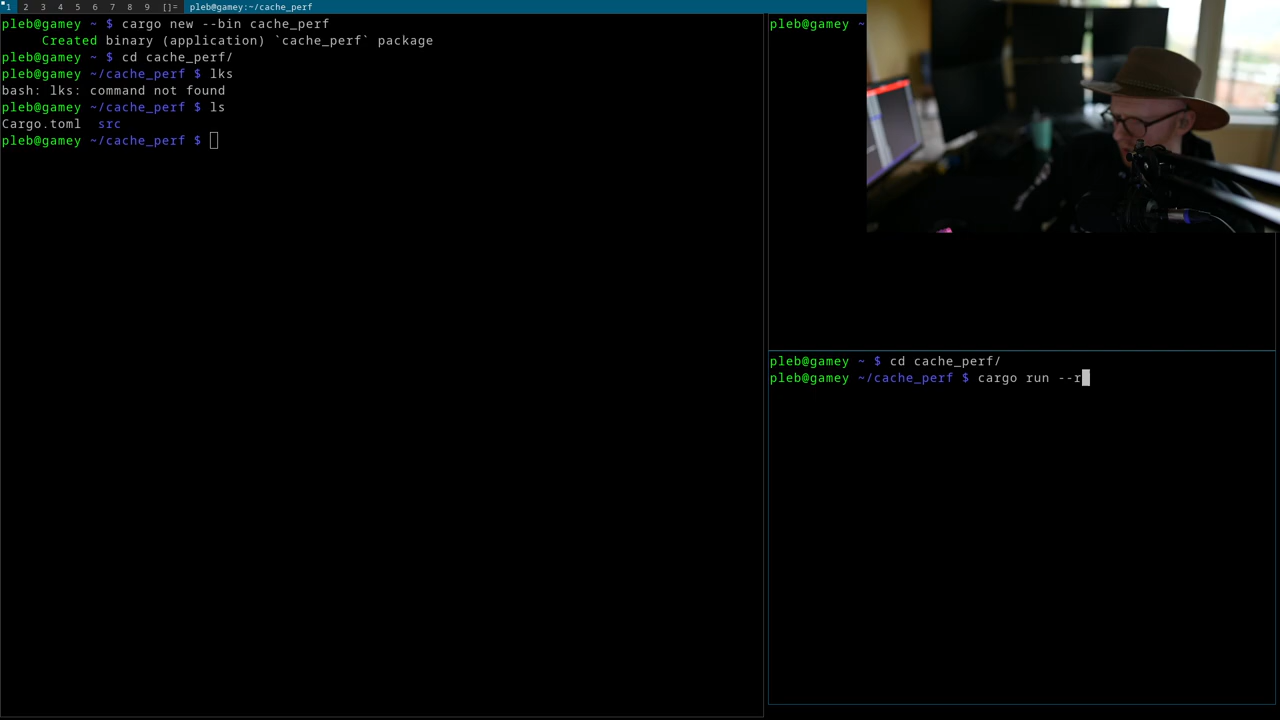 1 2 3 4 5 6 7 8 9 []= pleb@gamey:~/cache_perf
pleb@gamey ~ $ cargo new --bin cache_perf
     Created binary (application) `cache_perf` package
pleb@gamey ~ $ cd cache_perf/
pleb@gamey ~/cache_perf $ lks
bash: lks: command not found
pleb@gamey ~/cache_perf $ ls
Cargo.toml  src
pleb@gamey ~/cache_perf $
pleb@gamey ~
pleb@gamey ~ $ cd cache_perf/
pleb@gamey ~/cache_perf $ cargo run --r